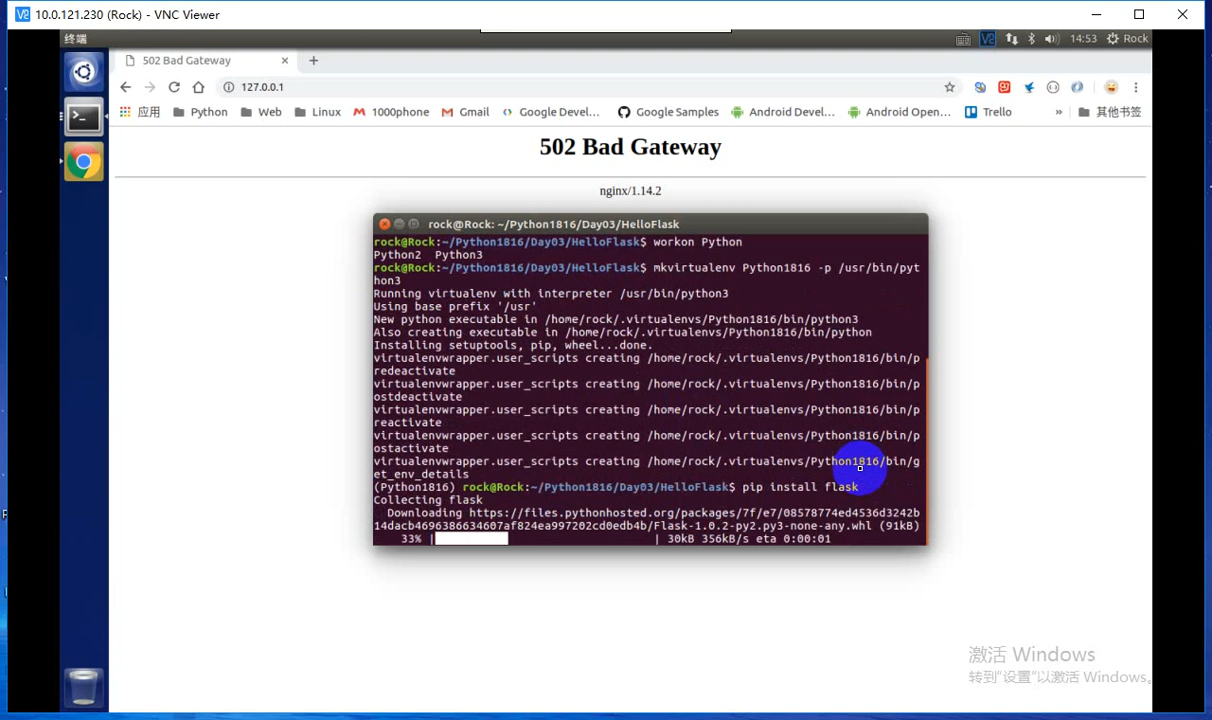 10.0.121.230 (Rock) - VNC Viewer
终端
14:53 Rock
502 Bad Gateway
127.0.0.1
应用 Python Web Linux 1000phone Gmail Google Devel... Google Samples Android Devel... Android Open... Trello » 其他书签
502 Bad Gateway
nginx/1.14.2
rock@Rock: ~/Python1816/Day03/HelloFlask
rock@Rock:~/Python1816/Day03/HelloFlask$ workon Python
Python2  Python3
rock@Rock:~/Python1816/Day03/HelloFlask$ mkvirtualenv Python1816 -p /usr/bin/pyt
hon3
Running virtualenv with interpreter /usr/bin/python3
Using base prefix '/usr'
New python executable in /home/rock/.virtualenvs/Python1816/bin/python3
Also creating executable in /home/rock/.virtualenvs/Python1816/bin/python
Installing setuptools, pip, wheel...done.
virtualenvwrapper.user_scripts creating /home/rock/.virtualenvs/Python1816/bin/p
redeactivate
virtualenvwrapper.user_scripts creating /home/rock/.virtualenvs/Python1816/bin/p
ostdeactivate
virtualenvwrapper.user_scripts creating /home/rock/.virtualenvs/Python1816/bin/p
reactivate
virtualenvwrapper.user_scripts creating /home/rock/.virtualenvs/Python1816/bin/p
ostactivate
virtualenvwrapper.user_scripts creating /home/rock/.virtualenvs/Python1816/bin/g
et_env_details
(Python1816) rock@Rock:~/Python1816/Day03/HelloFlask$ pip install flask
Collecting flask
Downloading https://files.pythonhosted.org/packages/7f/e7/08578774ed4536d3242b
14dacb4696386634607af824ea997202cd0edb4b/Flask-1.0.2-py2.py3-none-any.whl (91kB)
33% | | 30kB 356kB/s eta 0:00:01
激活 Windows
转到"设置"以激活 Windows。